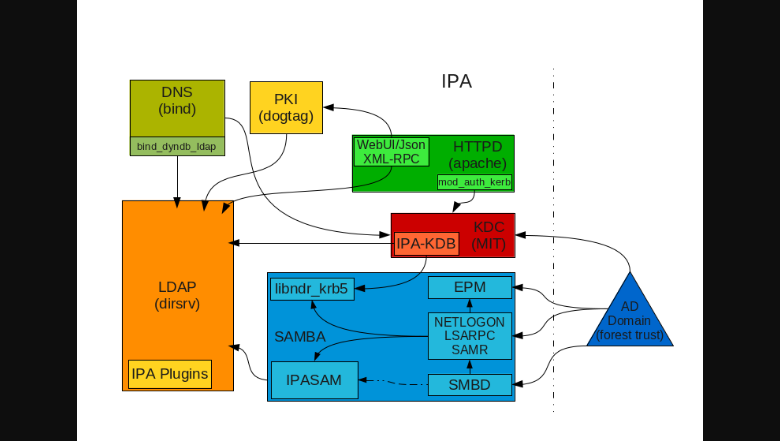 IPA
DNS
(bind)
bind_dyndb_ldap
PKI
(dogtag)
WebUI/Json
XML-RPC
HTTPD
(apache)
mod_auth_kerb
KDC
(MIT)
IPA-KDB
LDAP
(dirsrv)
IPA Plugins
libndr_krb5
EPM
SAMBA
NETLOGON
LSARPC
SAMR
IPASAM
SMBD
AD
Domain
(forest trust)